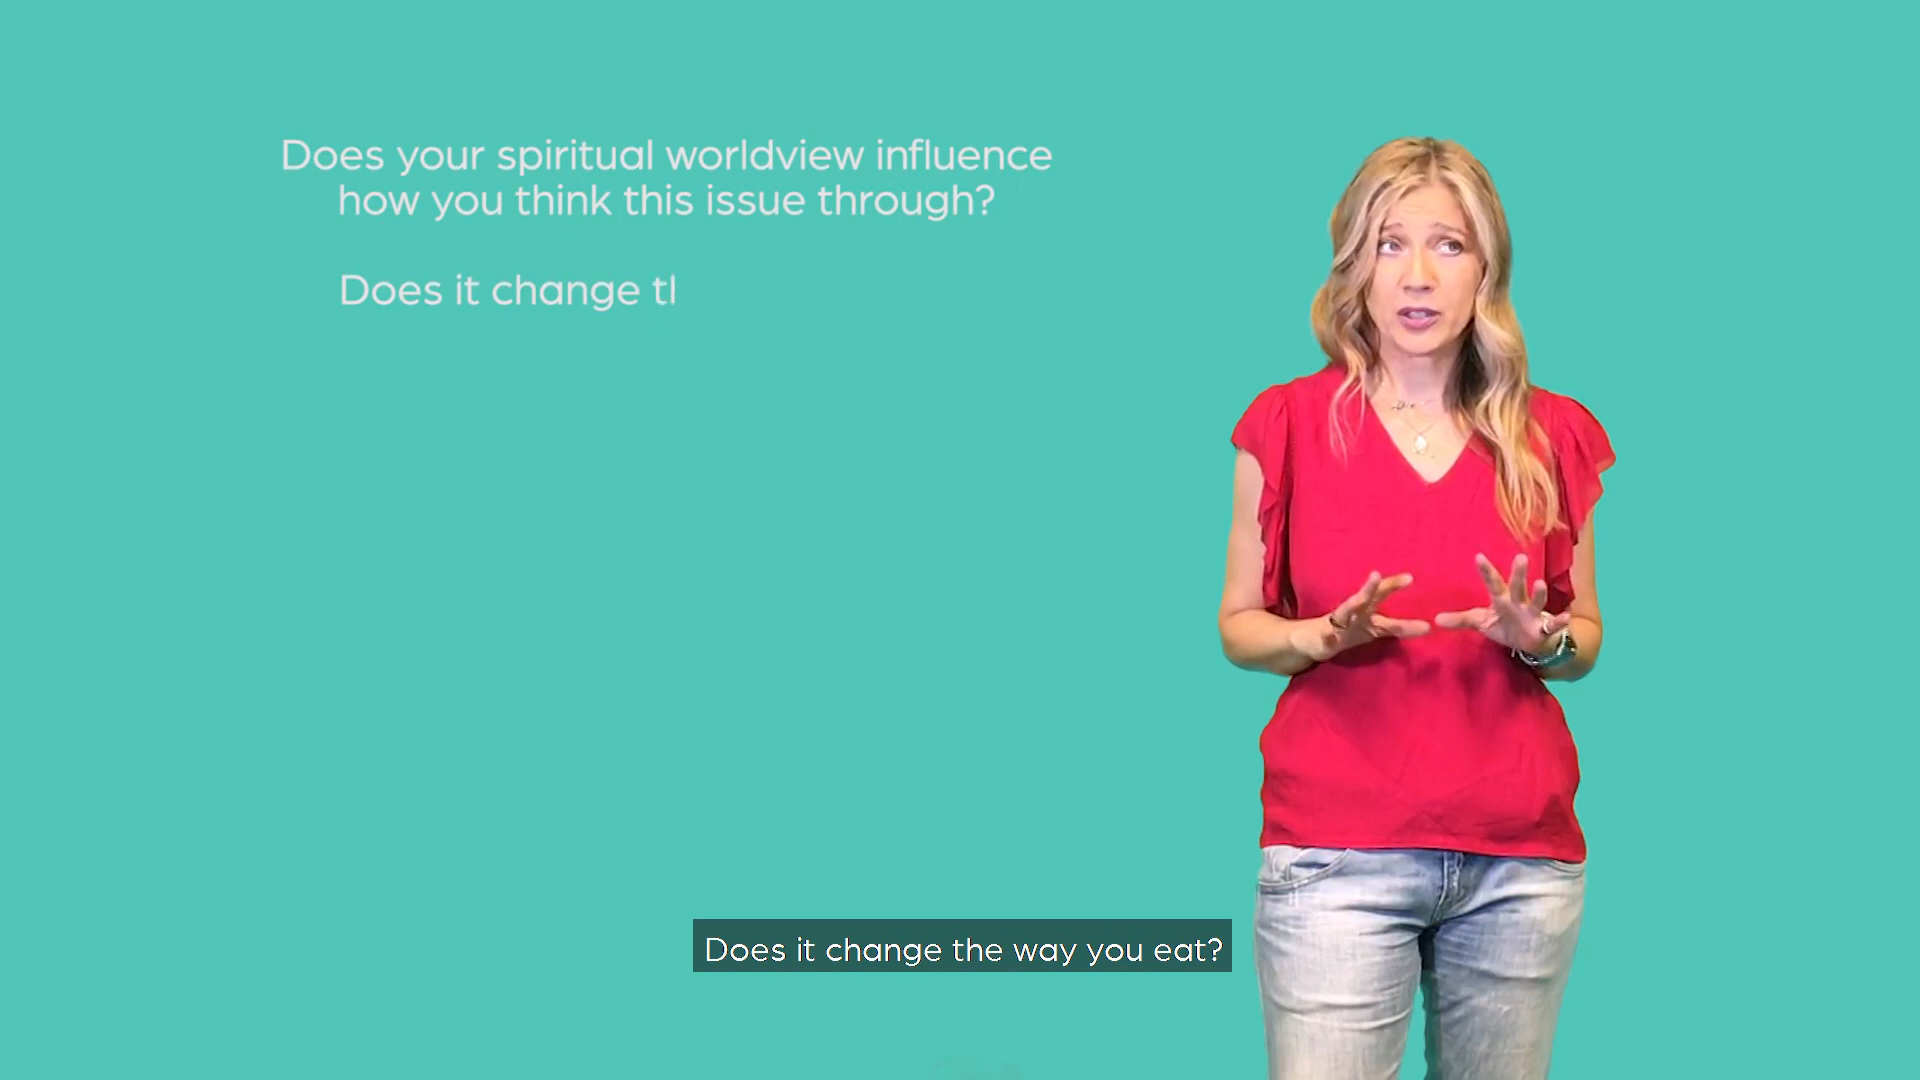 Does your spiritual worldview influence
how you think this issue through?
Does it change tl
Does it change the way you eat?